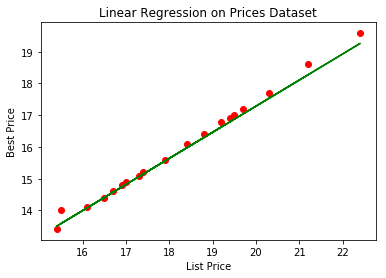 Linear Regression on Prices Dataset
19
18
17
16
15
14
Best Price
16 17 18 19 20 21 22
List Price